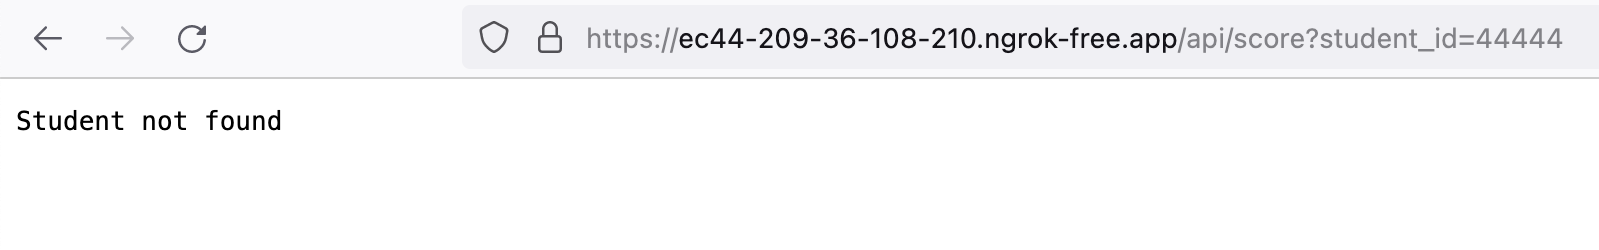 https://ec44-209-36-108-210.ngrok-free.app/api/score?student_id=44444
Student not found